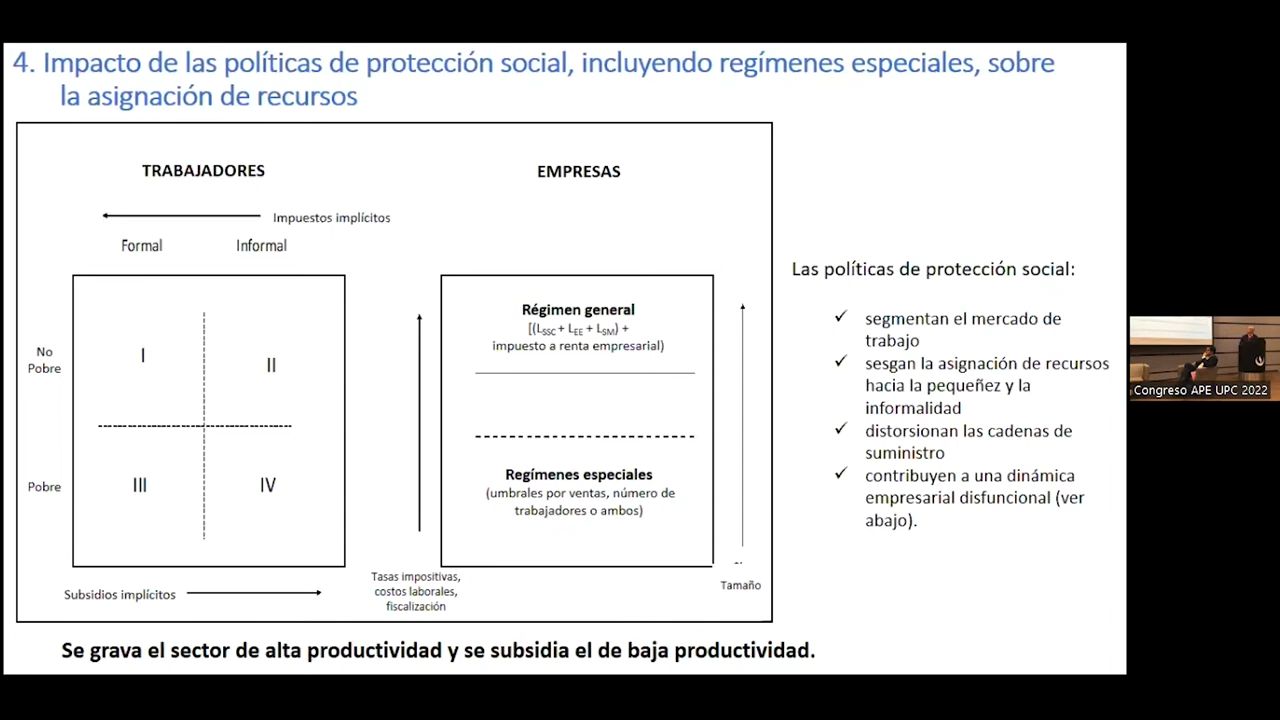 4. Impacto de las políticas de protección social, incluyendo regímenes especiales, sobre
la asignación de recursos
TRABAJADORES
Impuestos implícitos
Formal
Informal
No
Pobre
I
II
Pobre
III
IV
Subsidios implícitos
Tasas impositivas,
costos laborales,
fiscalización
EMPRESAS
Régimen general
[(LSSC + LEE + LSM) +
impuesto a renta empresarial)
Regímenes especiales
(umbrales por ventas, número de
trabajadores o ambos)
Tamaño
Las políticas de protección social:
✓ segmentan el mercado de
trabajo
✓ sesgan la asignación de recursos
hacia la pequeñez y la
informalidad
✓ distorsionan las cadenas de
suministro
✓ contribuyen a una dinámica
empresarial disfuncional (ver
abajo).
Se grava el sector de alta productividad y se subsidia el de baja productividad.
Congreso APE UPC 2022